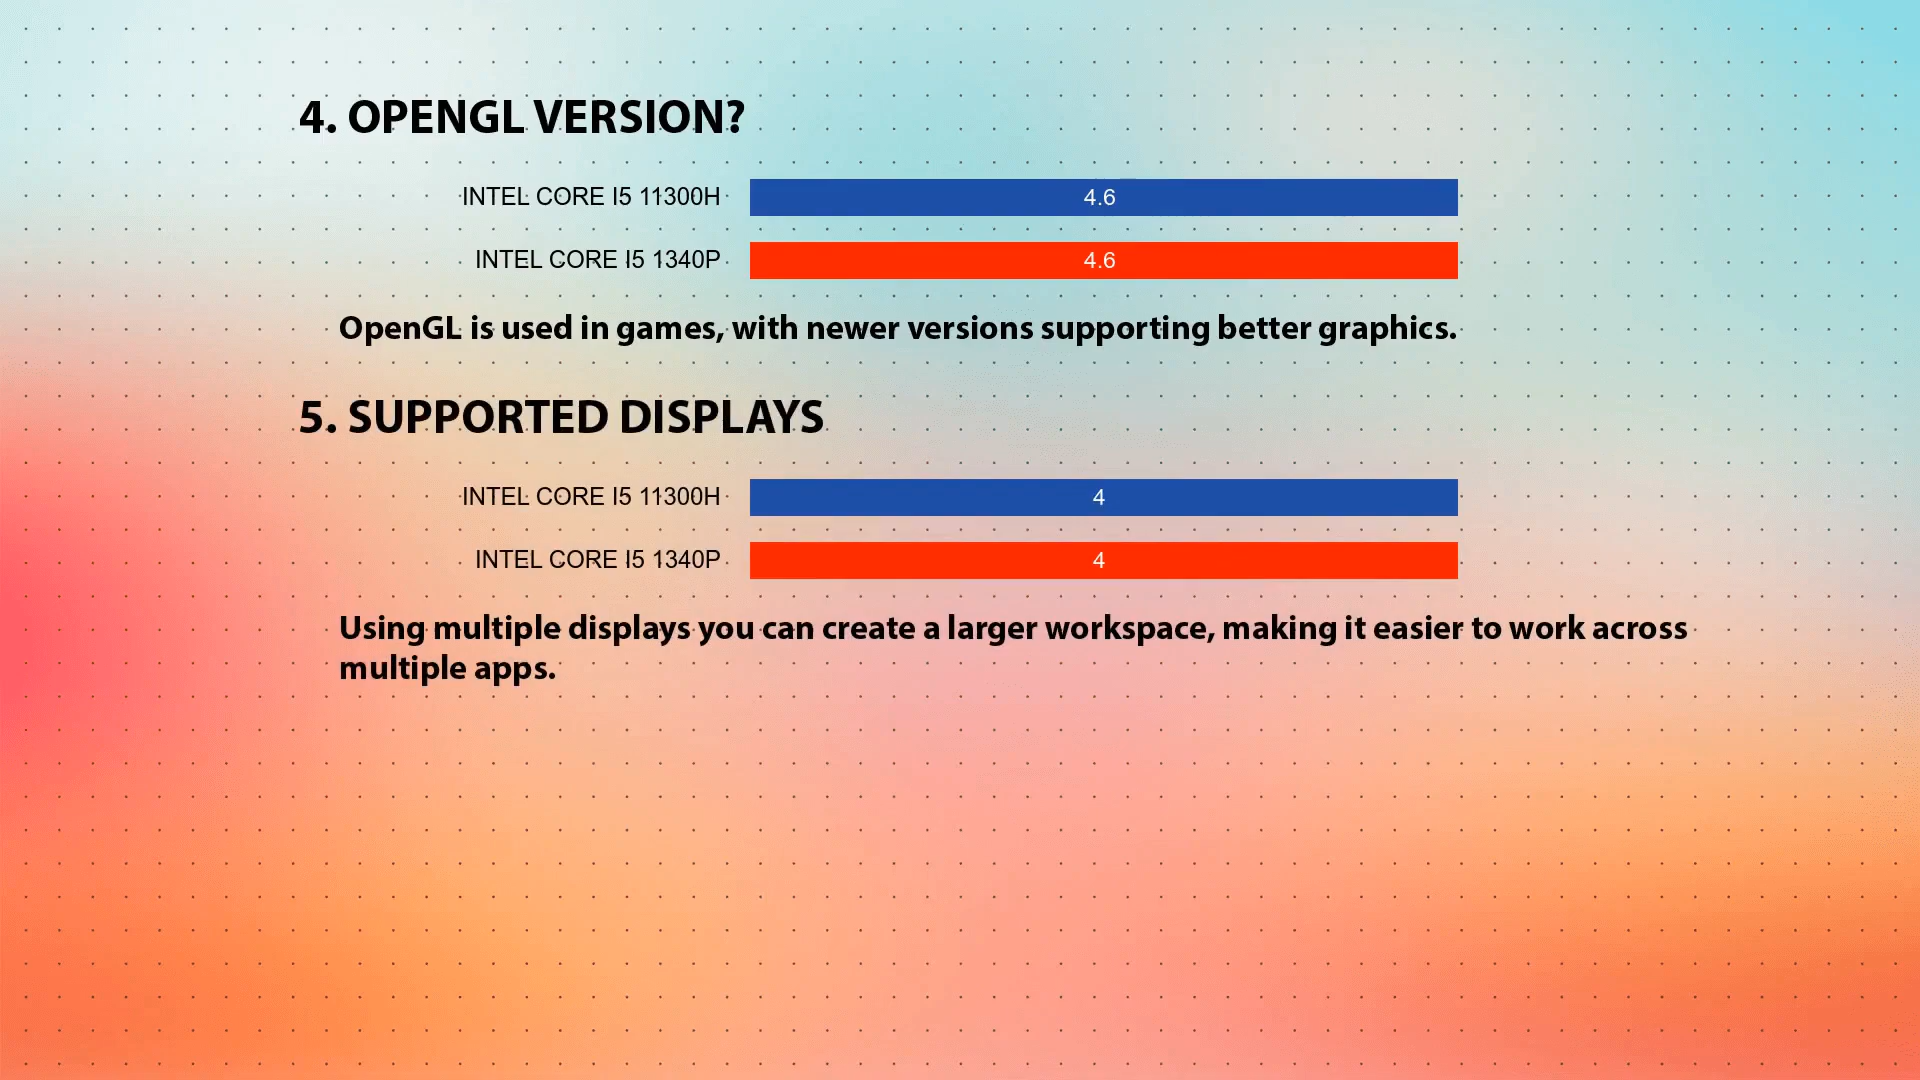 4. OPENGL VERSION?
INTEL CORE I5 11300H
4.6
INTEL CORE I5 1340P
4.6
OpenGL is used in games, with newer versions supporting better graphics.
5. SUPPORTED DISPLAYS
INTEL CORE I5 11300H
4
INTEL CORE I5 1340P
4
Using multiple displays you can create a larger workspace, making it easier to work across
multiple apps.